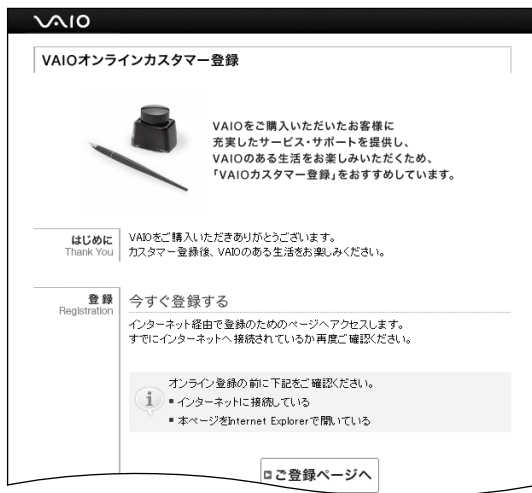 VAIO
VAIOオンラインカスタマー登録
VAIOをご購入いただいたお客様に
充実したサービス・サポートを提供し、
VAIOのある生活をお楽しみいただくため、
「VAIOカスタマー登録」をおすすめしています。
はじめに
Thank You
VAIOをご購入いただきありがとうございます。
カスタマー登録後、VAIOのある生活をお楽しみください。
登録
Registration
今すぐ登録する
インターネット経由で登録のためのページへアクセスします。
すでにインターネットへ接続されているか再度ご確認ください。
オンライン登録の前に下記をご確認ください。
■ インターネットに接続している
■ 本ページをInternet Explorerで開いている
ご登録ページへ